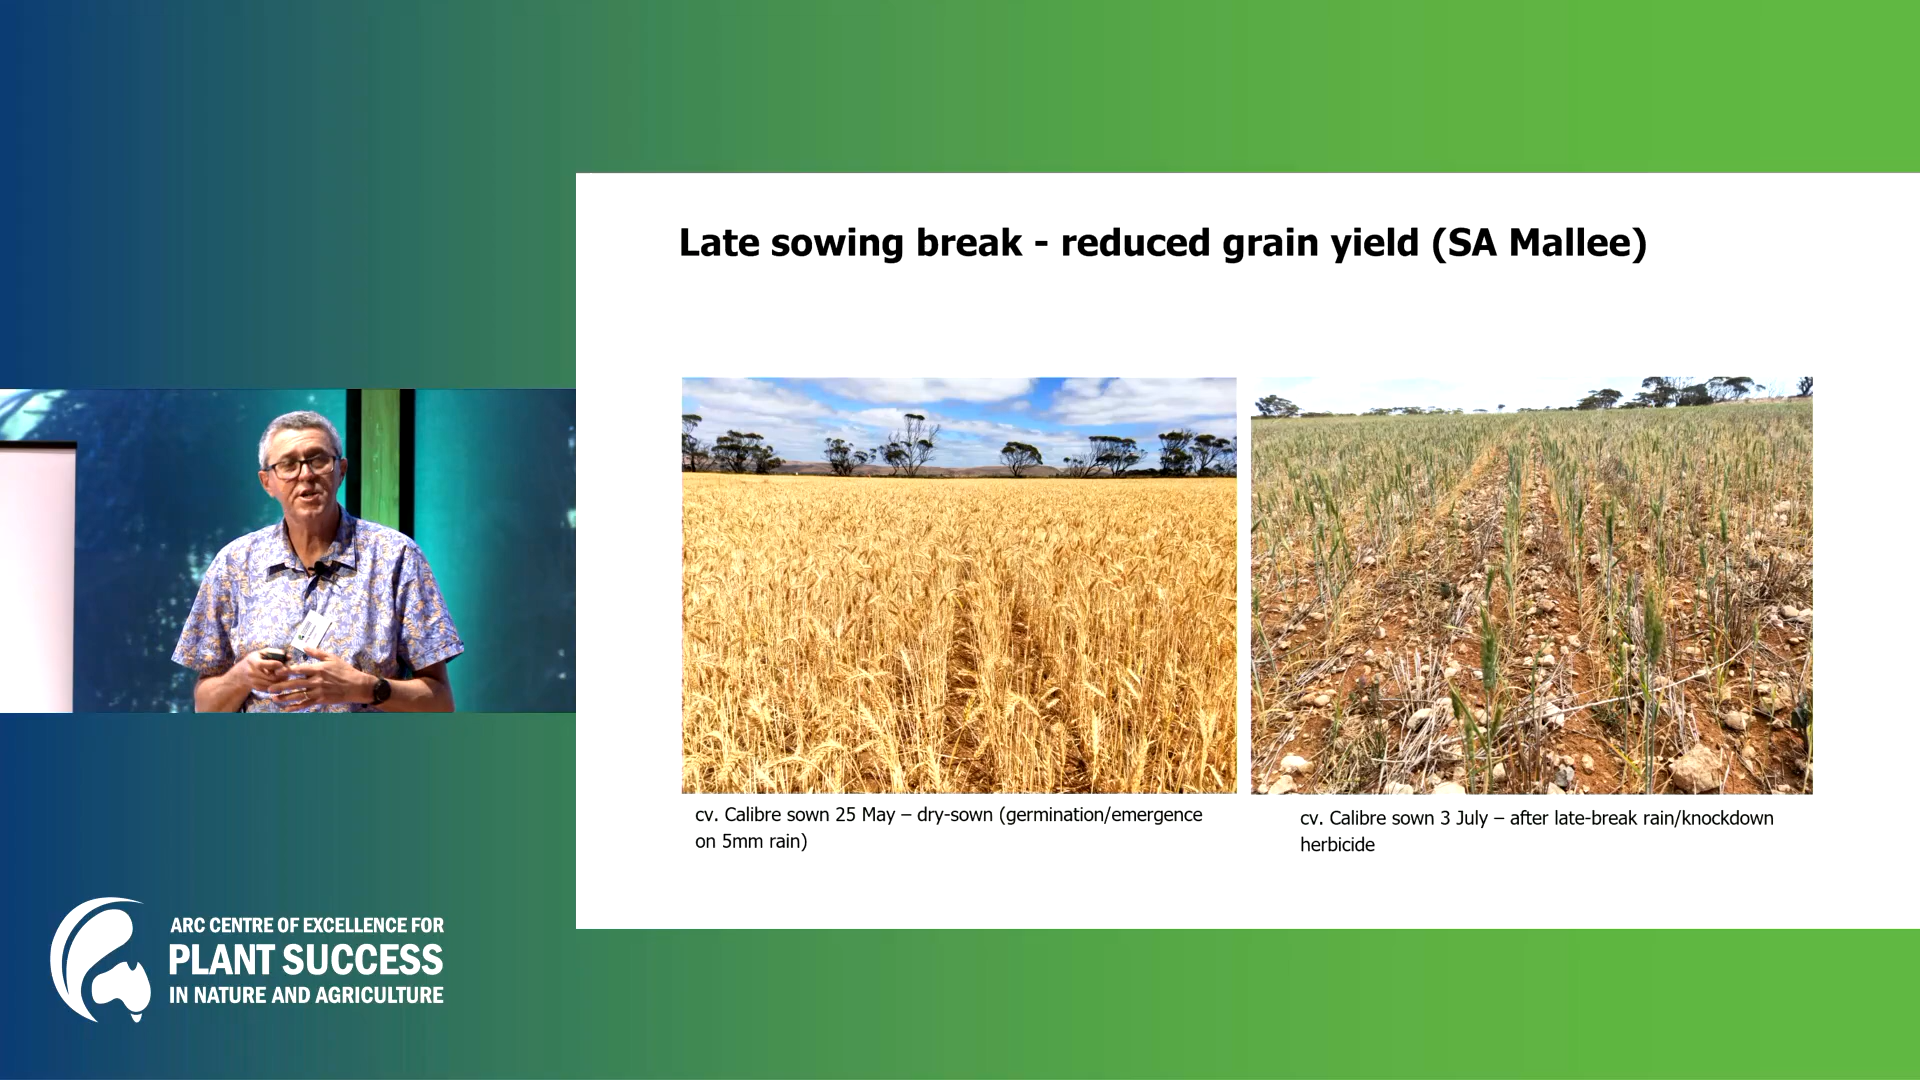 Late sowing break - reduced grain yield (SA Mallee)
cv. Calibre sown 25 May – dry-sown (germination/emergence
on 5mm rain)
cv. Calibre sown 3 July – after late-break rain/knockdown
herbicide
ARC CENTRE OF EXCELLENCE FOR
PLANT SUCCESS
IN NATURE AND AGRICULTURE